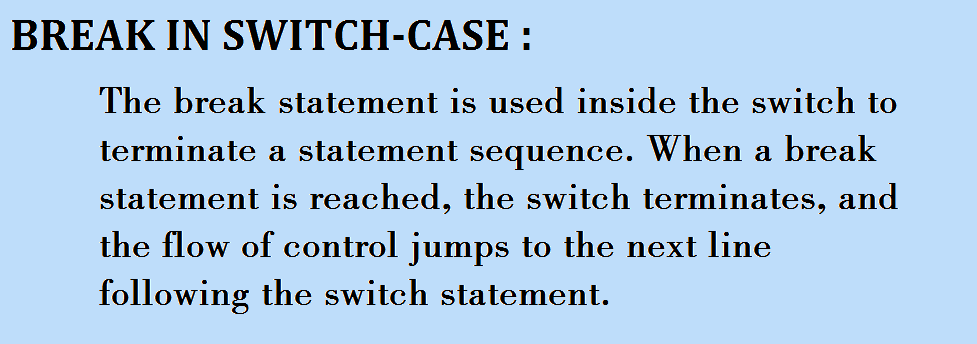 BREAK IN SWITCH-CASE :
The break statement is used inside the switch to
terminate a statement sequence. When a break
statement is reached, the switch terminates, and
the flow of control jumps to the next line
following the switch statement.